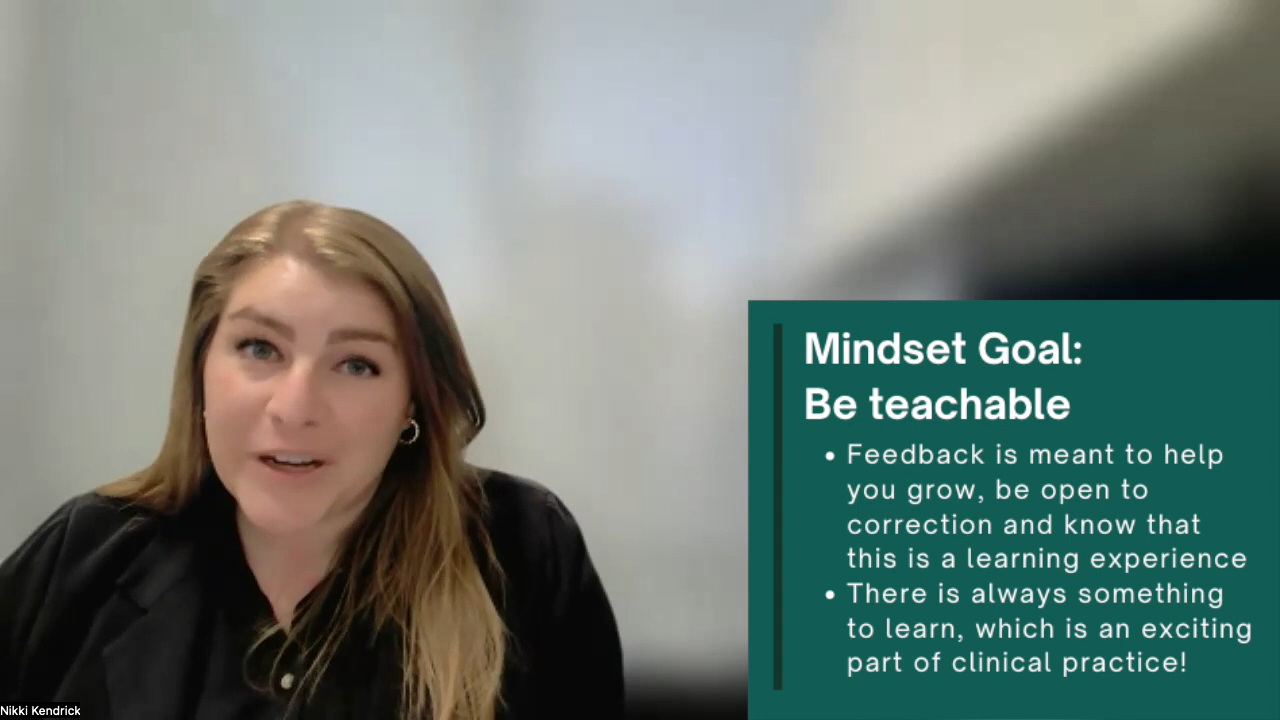 Mindset Goal:
Be teachable
• Feedback is meant to help
you grow, be open to
correction and know that
this is a learning experience
• There is always something
to learn, which is an exciting
part of clinical practice!
Nikki Kendrick